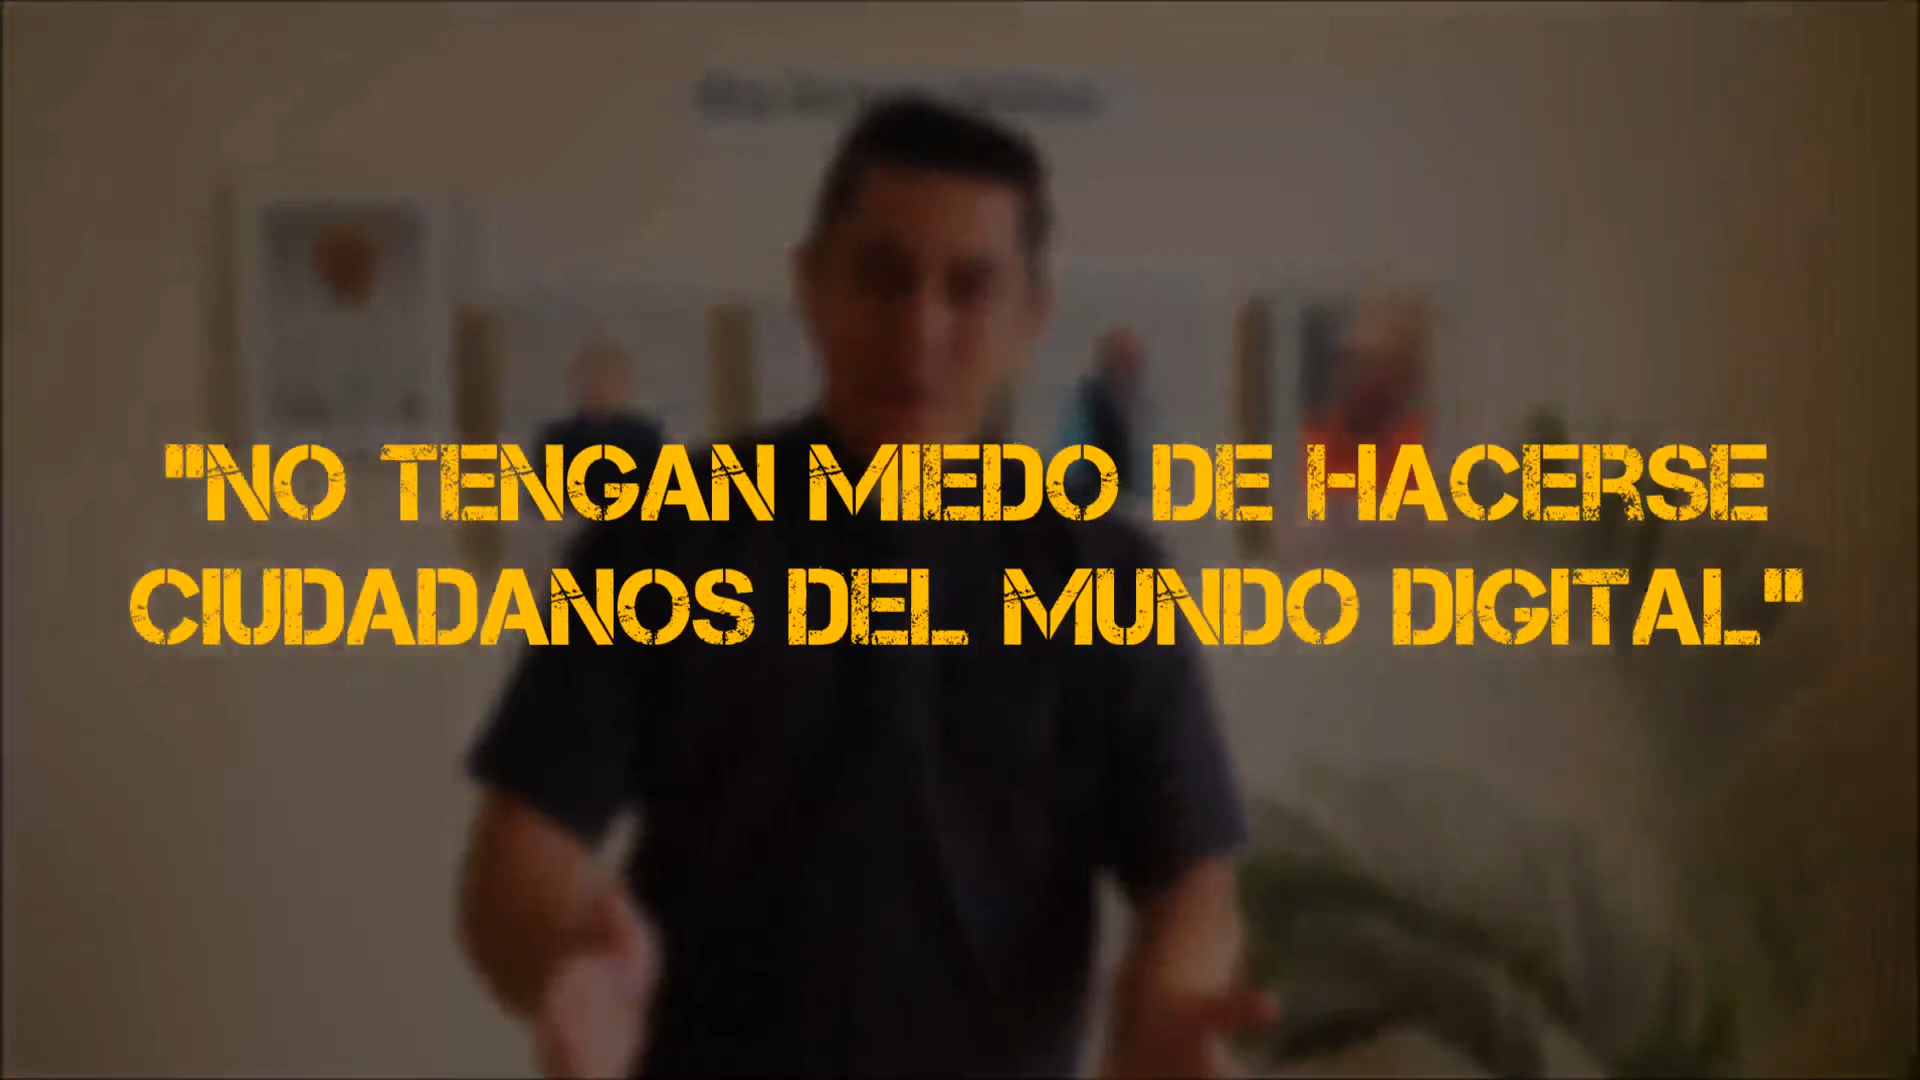 "NO TENGAN MIEDO DE HACERSE
CIUDADANOS DEL MUNDO DIGITAL"